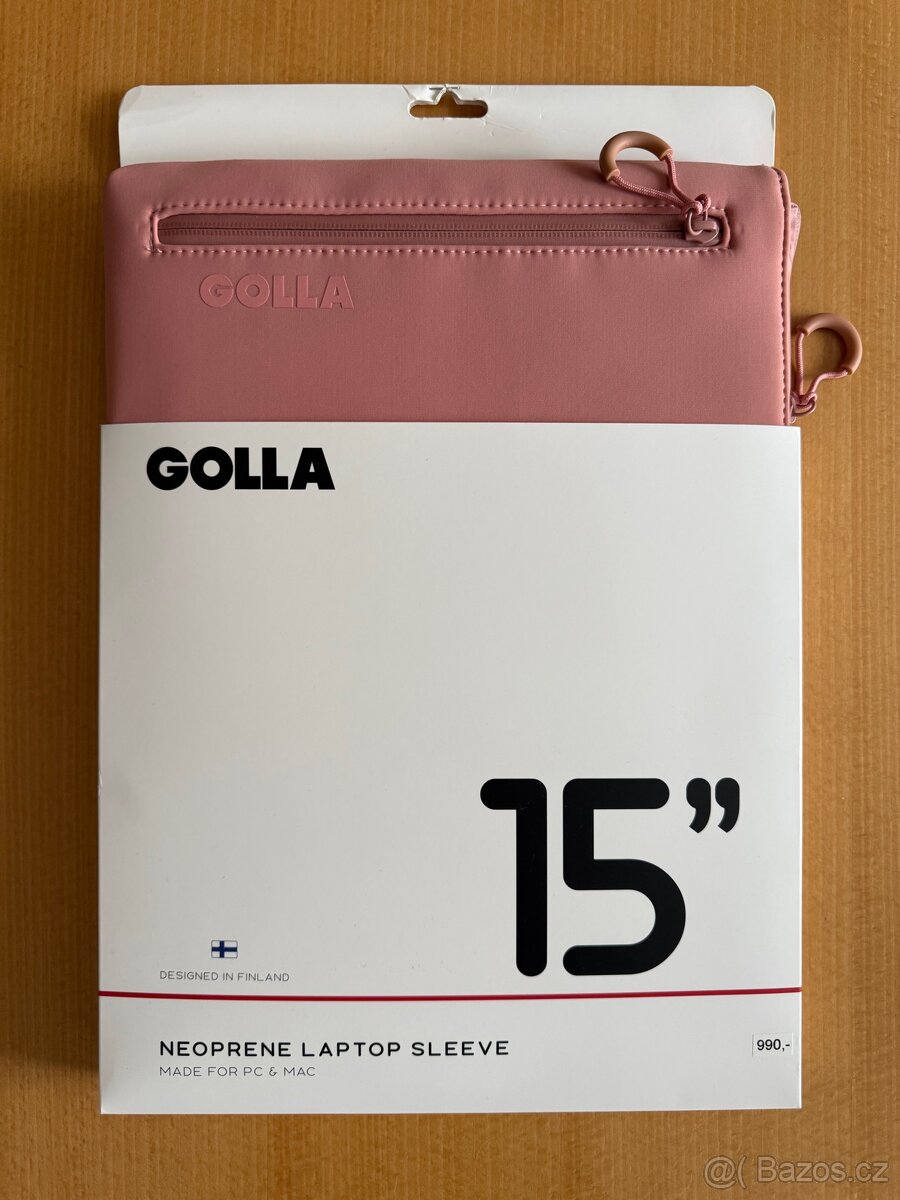 GOLLA
GOLLA
15”
DESIGNED IN FINLAND
NEOPRENE LAPTOP SLEEVE
990,-
MADE FOR PC & MAC
@( Bazos.cz